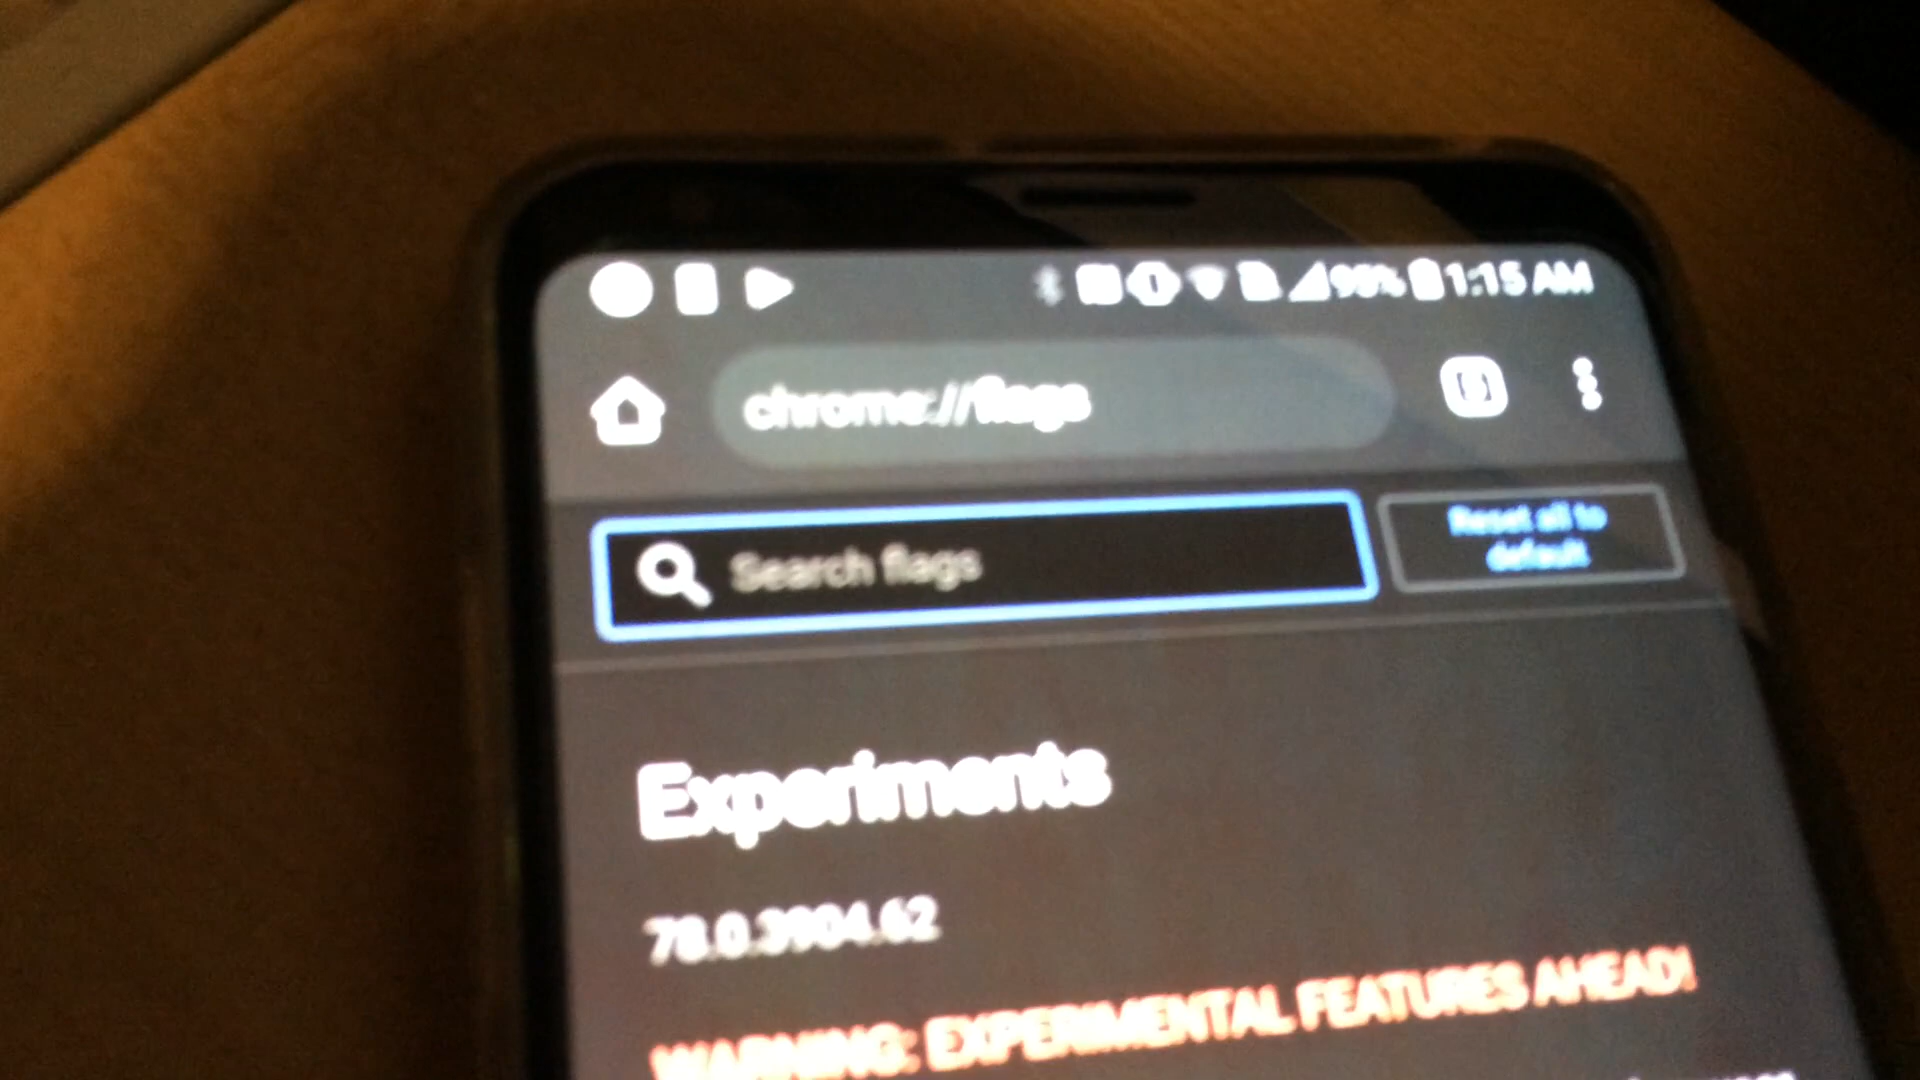 95% 1:15 AM
chrome://flags
Search flags
Reset all to
default
Experiments
78.0.3904.62
WARNING: EXPERIMENTAL FEATURES AHEAD!